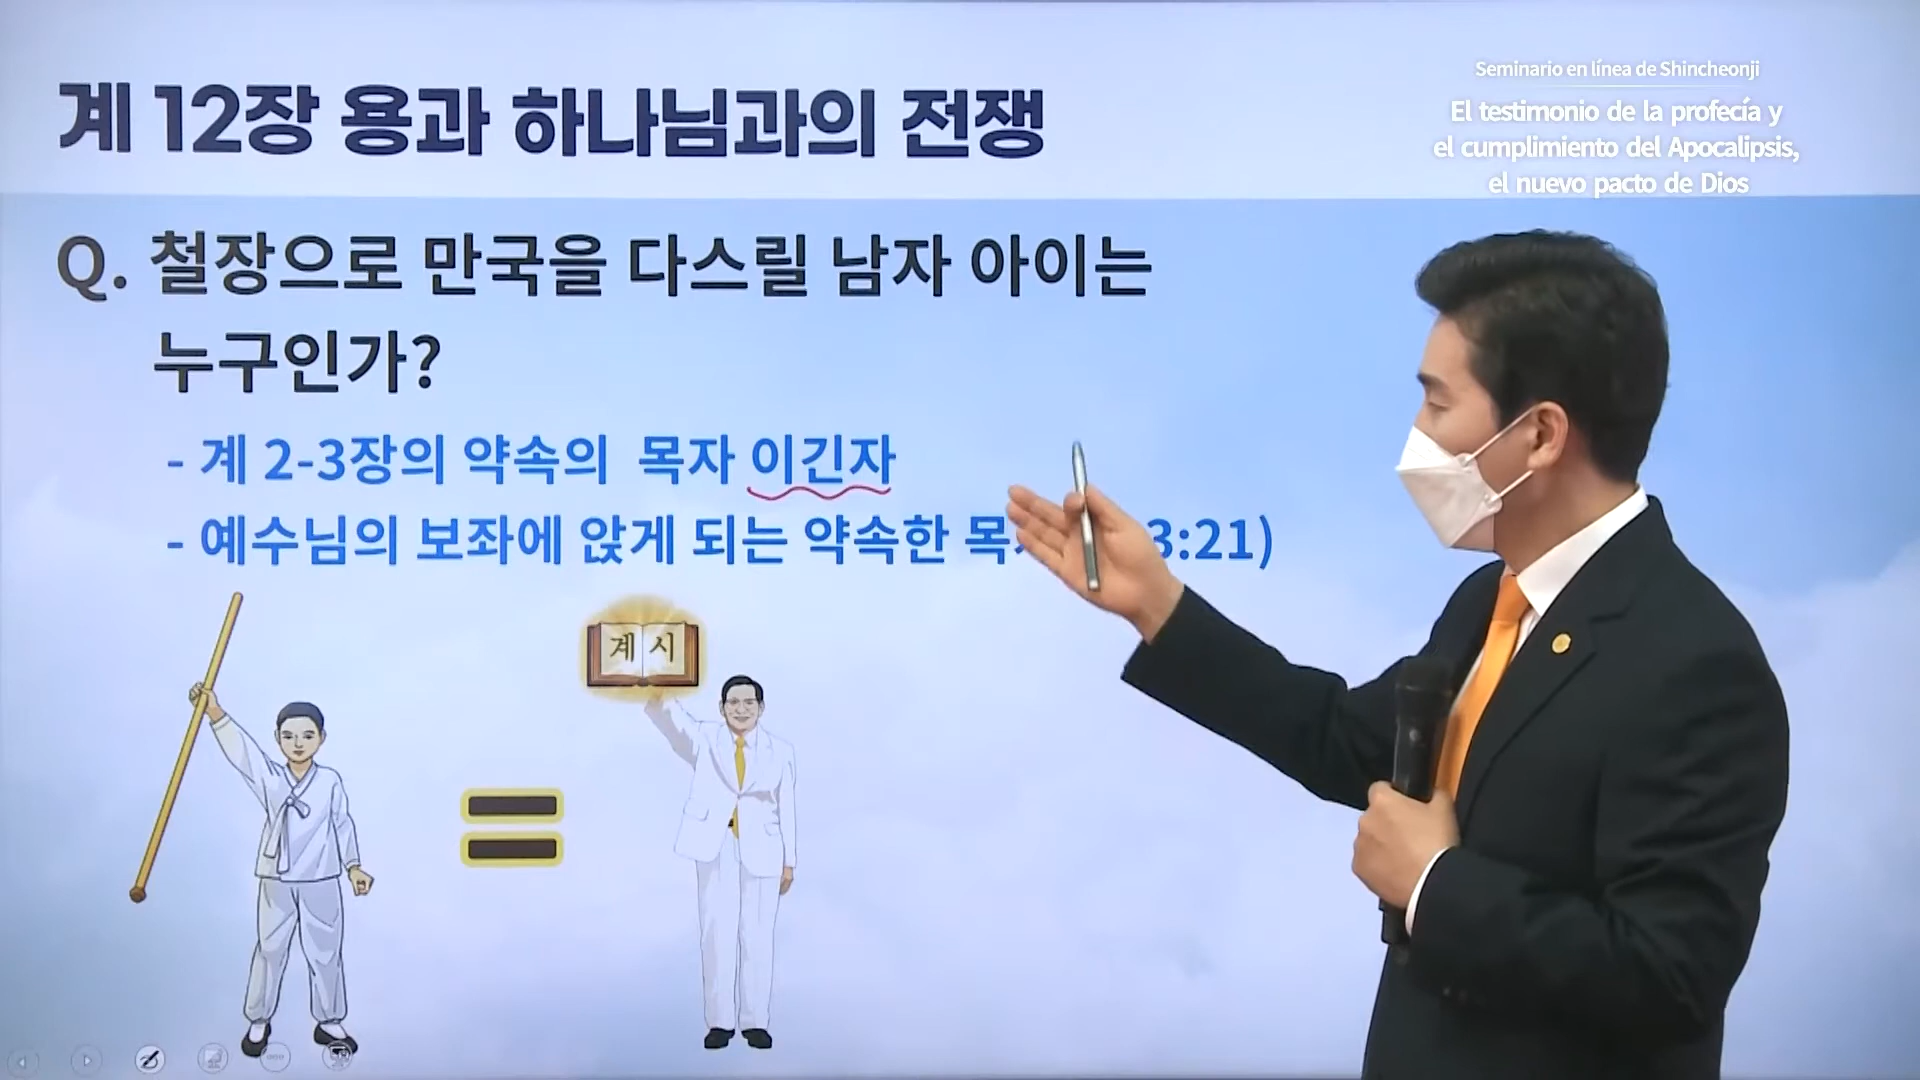 계 12장 용과 하나님과의 전쟁
Seminario en línea de Shincheonji
El testimonio de la profecía y
el cumplimiento del Apocalipsis,
el nuevo pacto de Dios
Q. 철장으로 만국을 다스릴 남자 아이는
누구인가?
- 계 2-3장의 약속의 목자 이긴자
- 예수님의 보좌에 앉게 되는 약속한 3:21)
계 시